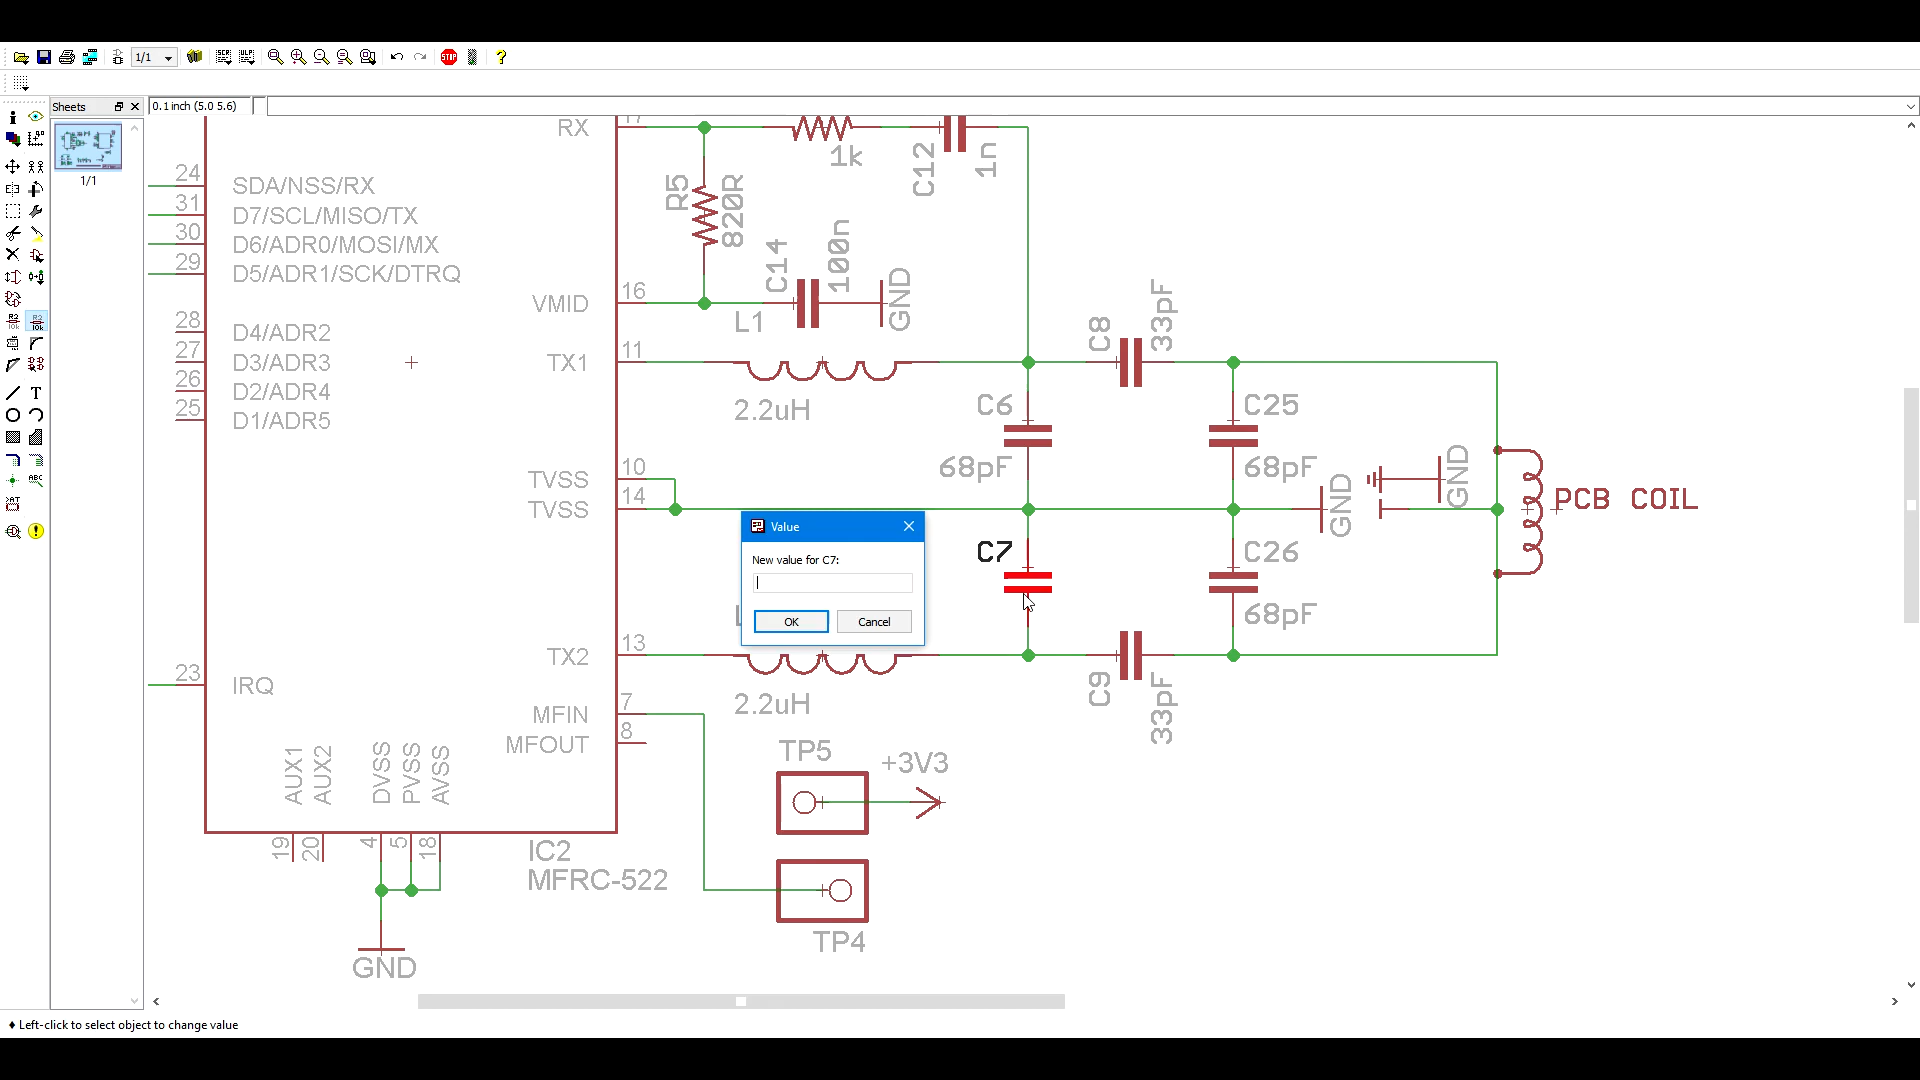 1/1
SCR
ULP
STOP
?
Sheets
0.1 inch (5.0 5.6)
1/1
RX
17
1k
C12
1n
R5
820R
24
SDA/NSS/RX
31
D7/SCL/MISO/TX
30
D6/ADR0/MOSI/MX
29
D5/ADR1/SCK/DTRQ
C14
100n
GND
VMID
16
L1
28
D4/ADR2
27
D3/ADR3
26
D2/ADR4
25
D1/ADR5
TX1
11
2.2uH
C8
33pF
C6
68pF
C25
68pF
TVSS
10
TVSS
14
GND
GND
PCB COIL
Value
New value for C7:
OK
Cancel
C7
C26
68pF
TX2
13
2.2uH
C9
33pF
23
IRQ
MFIN
7
MFOUT
8
AUX1
AUX2
DVSS
PVSS
AVSS
19
20
4
5
18
IC2
MFRC-522
TP5
+3V3
TP4
GND
♦ Left-click to select object to change value